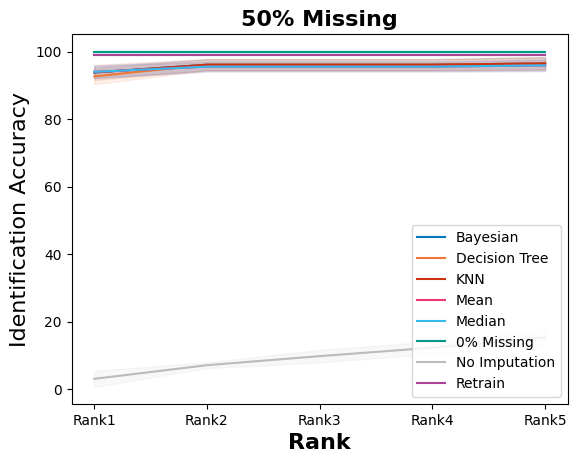 50% Missing
Identification Accuracy
100
80
60
40
20
0
Bayesian
Decision Tree
KNN
Mean
Median
0% Missing
No Imputation
Retrain
Rank1 Rank2 Rank3 Rank4 Rank5
Rank